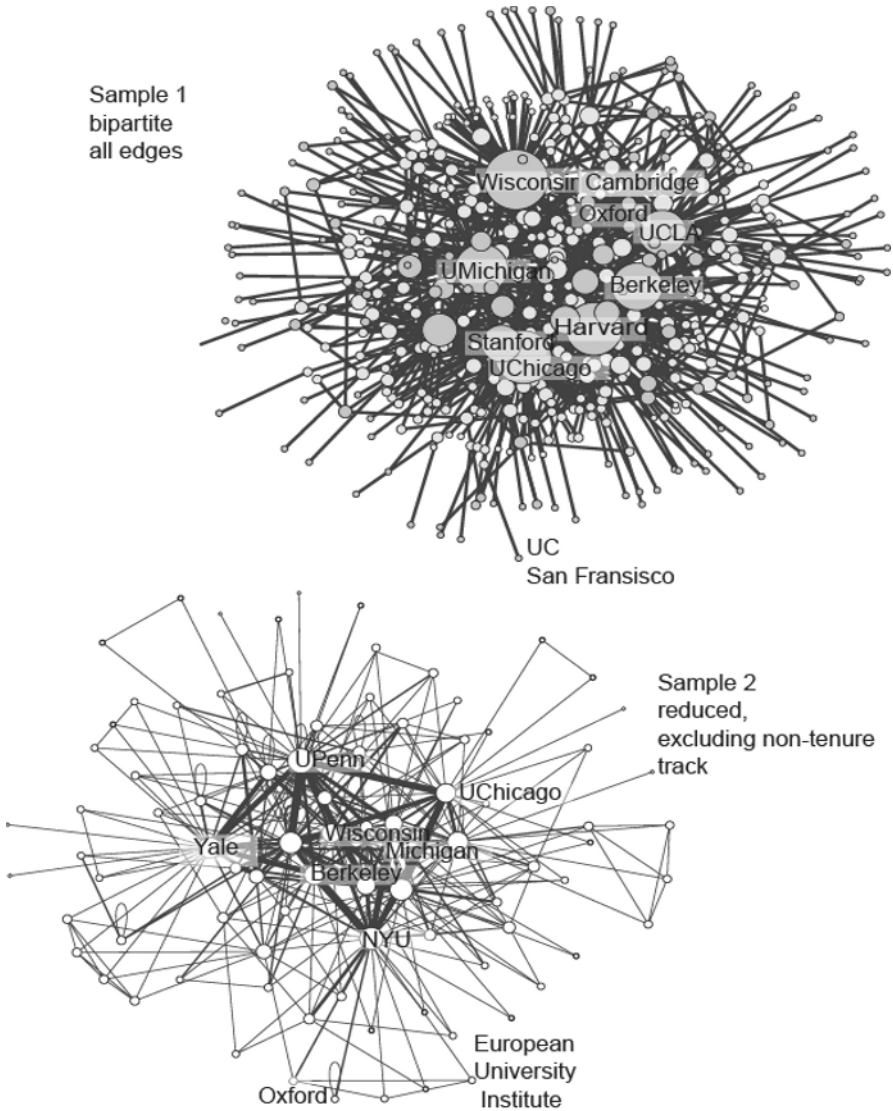 Sample 1
bipartite
all edges
Wisconsir Cambridge
Oxford
UCLA
UMichigan
Berkeley
Harvard
Stanford
UChicago
UC
San Fransisco
Sample 2
reduced,
excluding non-tenure
track
UPenn
UChicago
Wisconsin
Yale
Michigan
Berkeley
NYU
European
University
Institute
Oxford